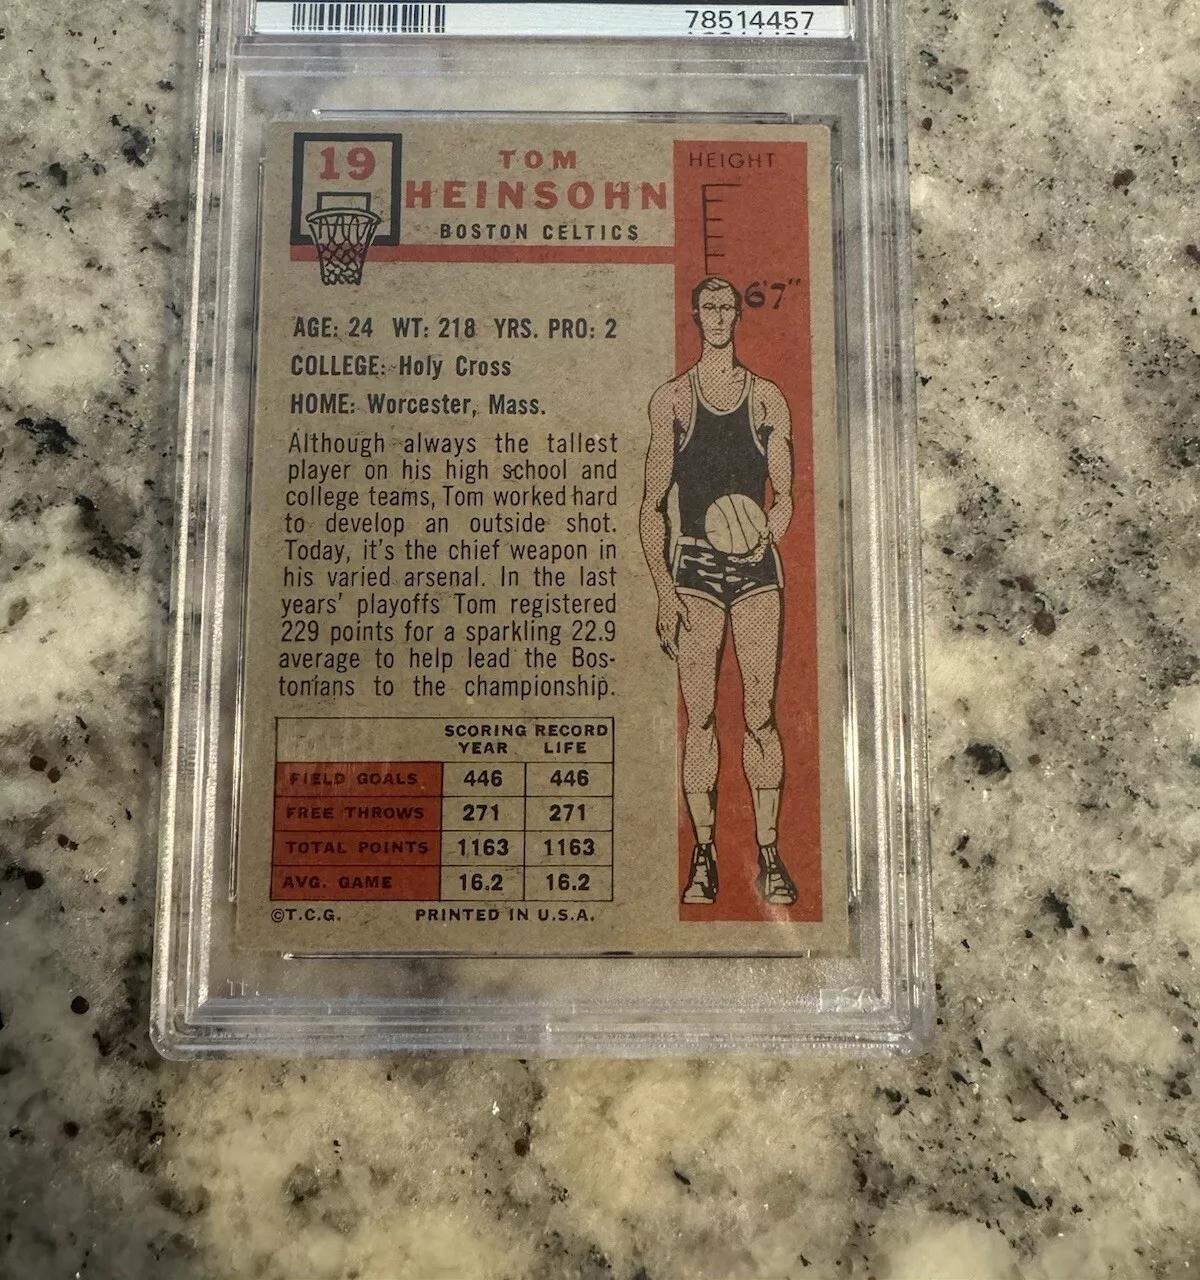 78514457
19
TOM
HEINSOHN
BOSTON CELTICS
HEIGHT
6'7"
AGE: 24 WT: 218 YRS. PRO: 2
COLLEGE: Holy Cross
HOME: Worcester, Mass.
Although always the tallest
player on his high school and
college teams, Tom worked hard
to develop an outside shot.
Today, it's the chief weapon in
his varied arsenal. In the last
years' playoffs Tom registered
229 points for a sparkling 22.9
average to help lead the Bos-
tonians to the championship.
SCORING RECORD
YEAR LIFE
FIELD GOALS 446 446
FREE THROWS 271 271
TOTAL POINTS 1163 1163
AVG. GAME 16.2 16.2
©T.C.G. PRINTED IN U.S.A.